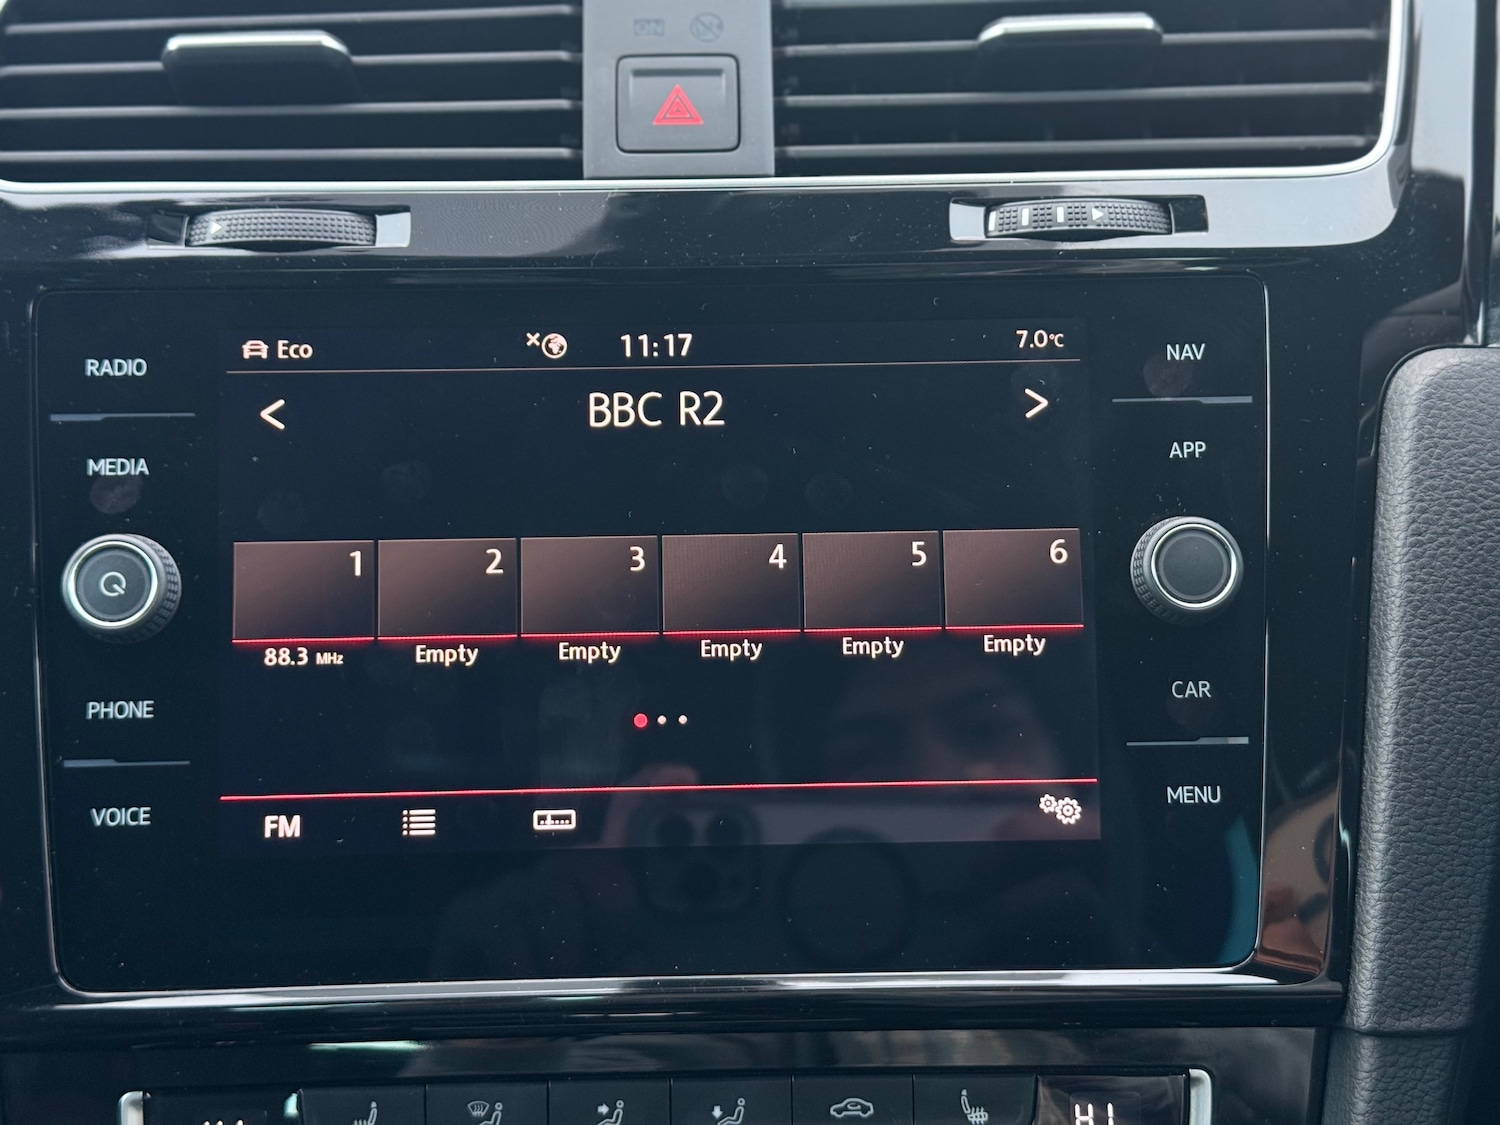 Eco 11:17 7.0°C
RADIO
MEDIA
PHONE
VOICE
< BBC R2 >
1 2 3 4 5 6
88.3 MHz Empty Empty Empty Empty Empty
FM
NAV
APP
CAR
MENU
HI